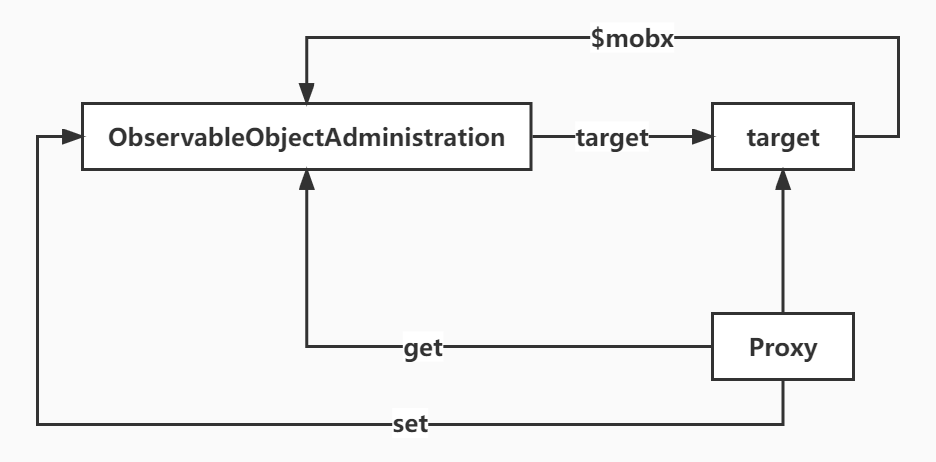 $mobx
ObservableObjectAdministration
target
target
Proxy
get
set